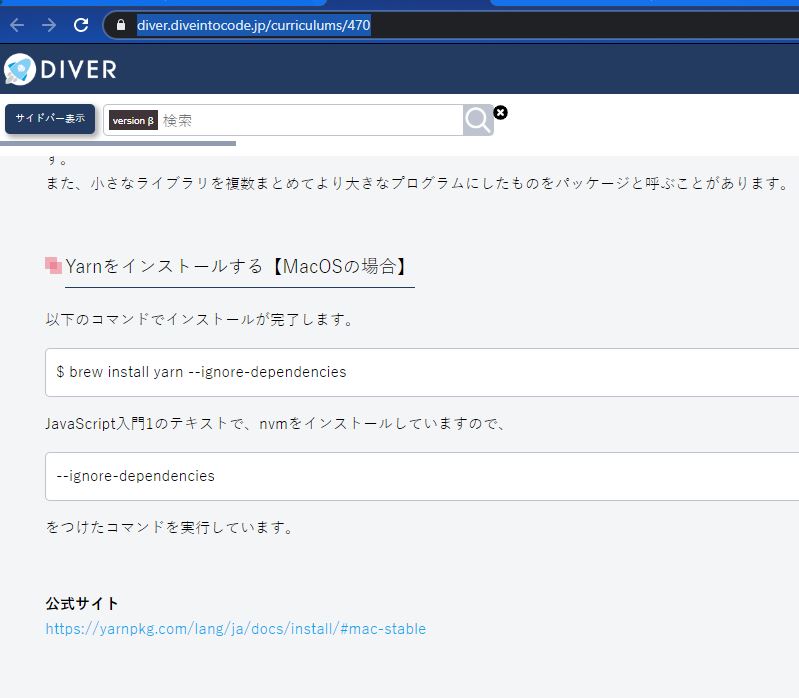 diver.diveintocode.jp/curriculums/470
DIVER
サイドバー表示
version β 検索
す。
また、小さなライブラリを複数まとめてより大きなプログラムにしたものをパッケージと呼ぶことがあります。
Yarnをインストールする【MacOSの場合】
以下のコマンドでインストールが完了します。
$ brew install yarn --ignore-dependencies
JavaScript入門1のテキストで、nvmをインストールしていますので、
--ignore-dependencies
をつけたコマンドを実行しています。
公式サイト
https://yarnpkg.com/lang/ja/docs/install/#mac-stable